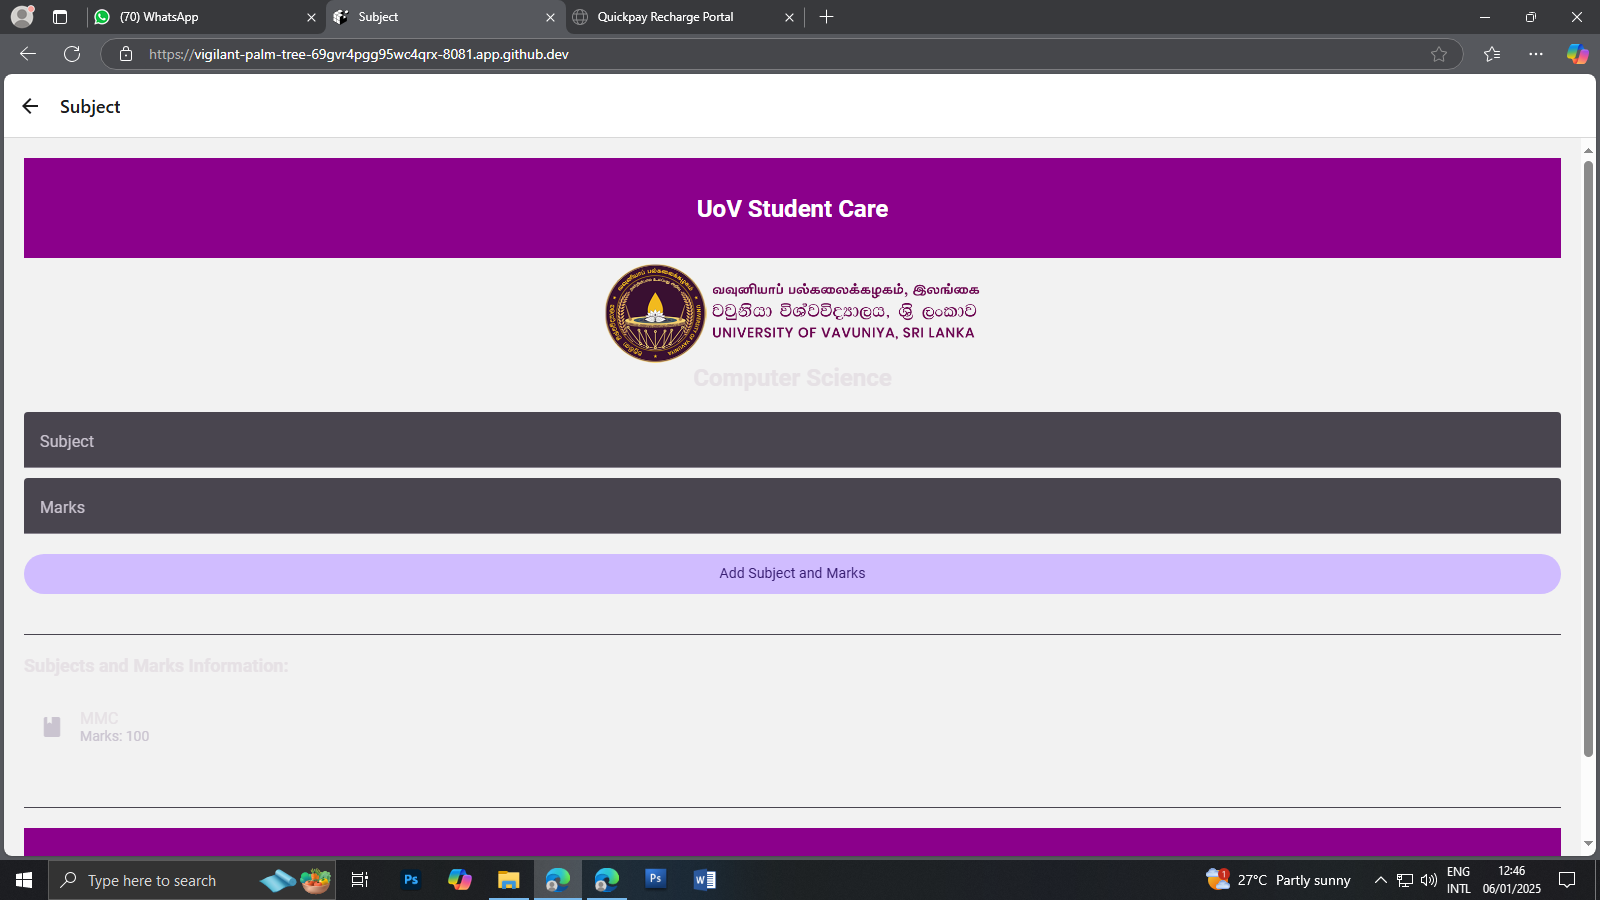 (70) WhatsApp
Subject
Quickpay Recharge Portal
https://vigilant-palm-tree-69gvr4pgg95wc4qrx-8081.app.github.dev
Subject
UoV Student Care
வவுனியாப் பல்கலைக்கழகம், இலங்கை
වවුනියා විශ්වවිද්‍යාලය, ශ්‍රී ලංකාව
UNIVERSITY OF VAVUNIYA, SRI LANKA
Computer Science
Subject
Marks
Add Subject and Marks
Subjects and Marks Information:
MMC
Marks: 100
Type here to search
Ps
Ps
W
1
27°C Partly sunny
ENG
INTL
12:46
06/01/2025